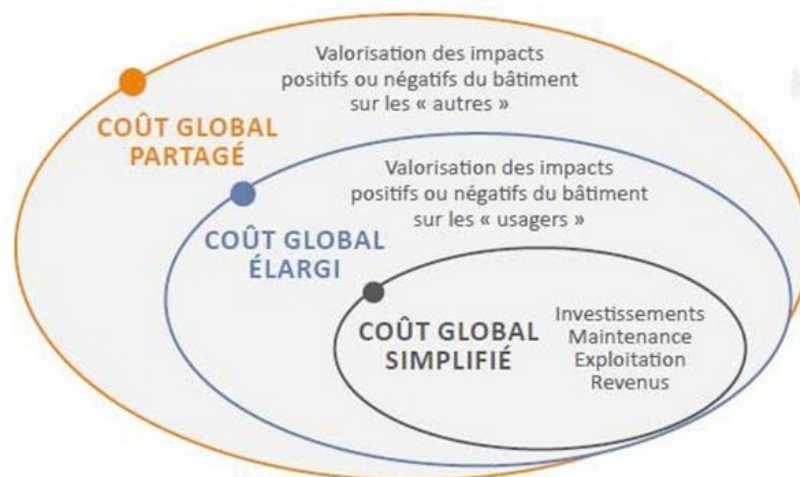 Valorisation des impacts
positifs ou négatifs du bâtiment
sur les « autres »
COÛT GLOBAL
PARTAGÉ
Valorisation des impacts
positifs ou négatifs du bâtiment
sur les « usagers »
COÛT GLOBAL
ÉLARGI
COÛT GLOBAL
SIMPLIFIÉ
Investissements
Maintenance
Exploitation
Revenus